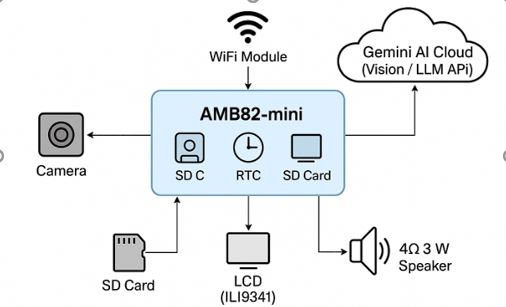 WiFi Module
Gemini AI Cloud
(Vision / LLM APi)
AMB82-mini
SD C
RTC
SD Card
Camera
SD Card
LCD
(ILI9341)
4Ω 3 W
Speaker